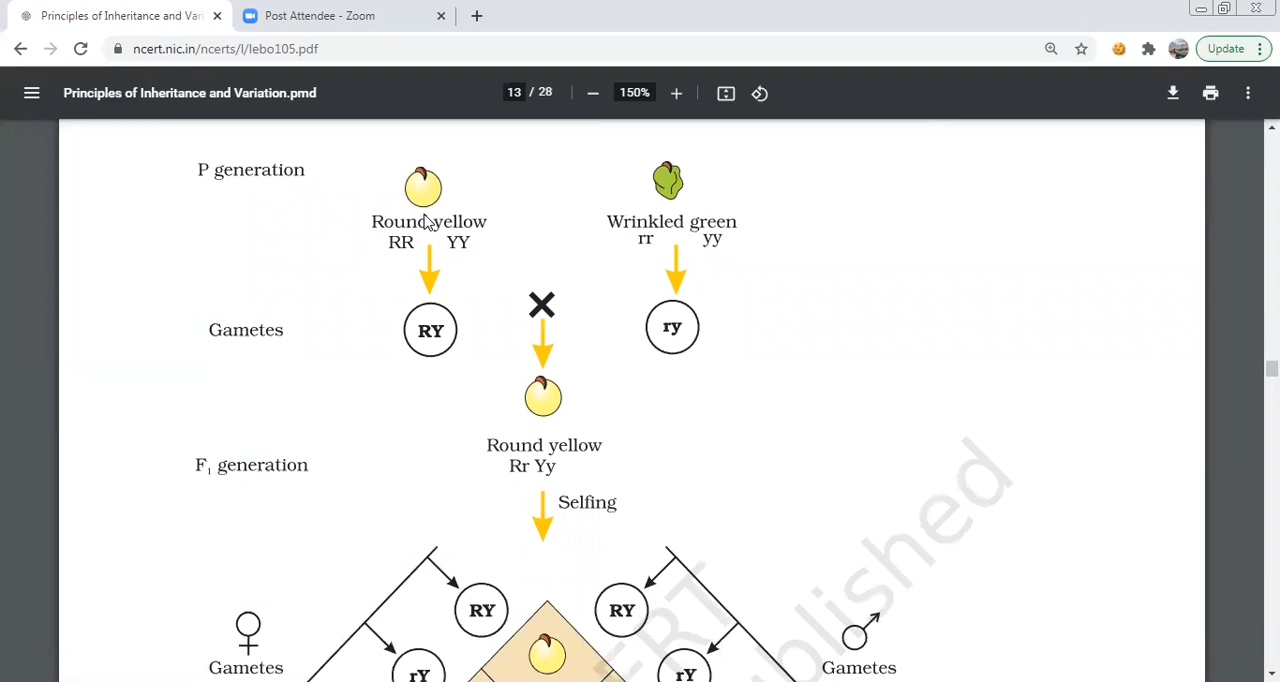 Principles of Inheritance and Vari
Post Attendee - Zoom
ncert.nic.in/ncerts/l/lebo105.pdf
Update
Principles of Inheritance and Variation.pmd
13 / 28
150%
P generation
Round yellow
RR YY
Wrinkled green
rr yy
Gametes
RY
ry
Round yellow
F1 generation
Rr Yy
Selfing
RY
RY
Gametes
rY
rY
Gametes
ERT
ublished